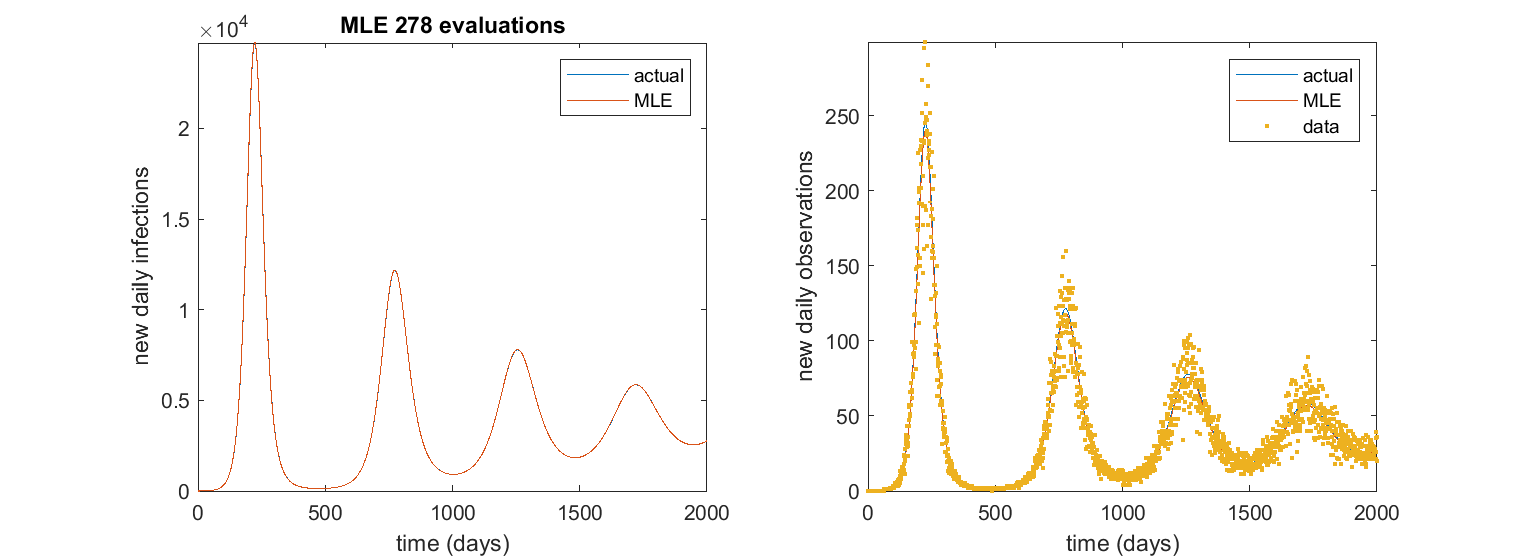 MLE 278 evaluations
×10^4
new daily infections
2
1.5
1
0.5
0
0 500 1000 1500 2000
time (days)
actual
MLE
new daily observations
250
200
150
100
50
0
0 500 1000 1500 2000
time (days)
actual
MLE
data